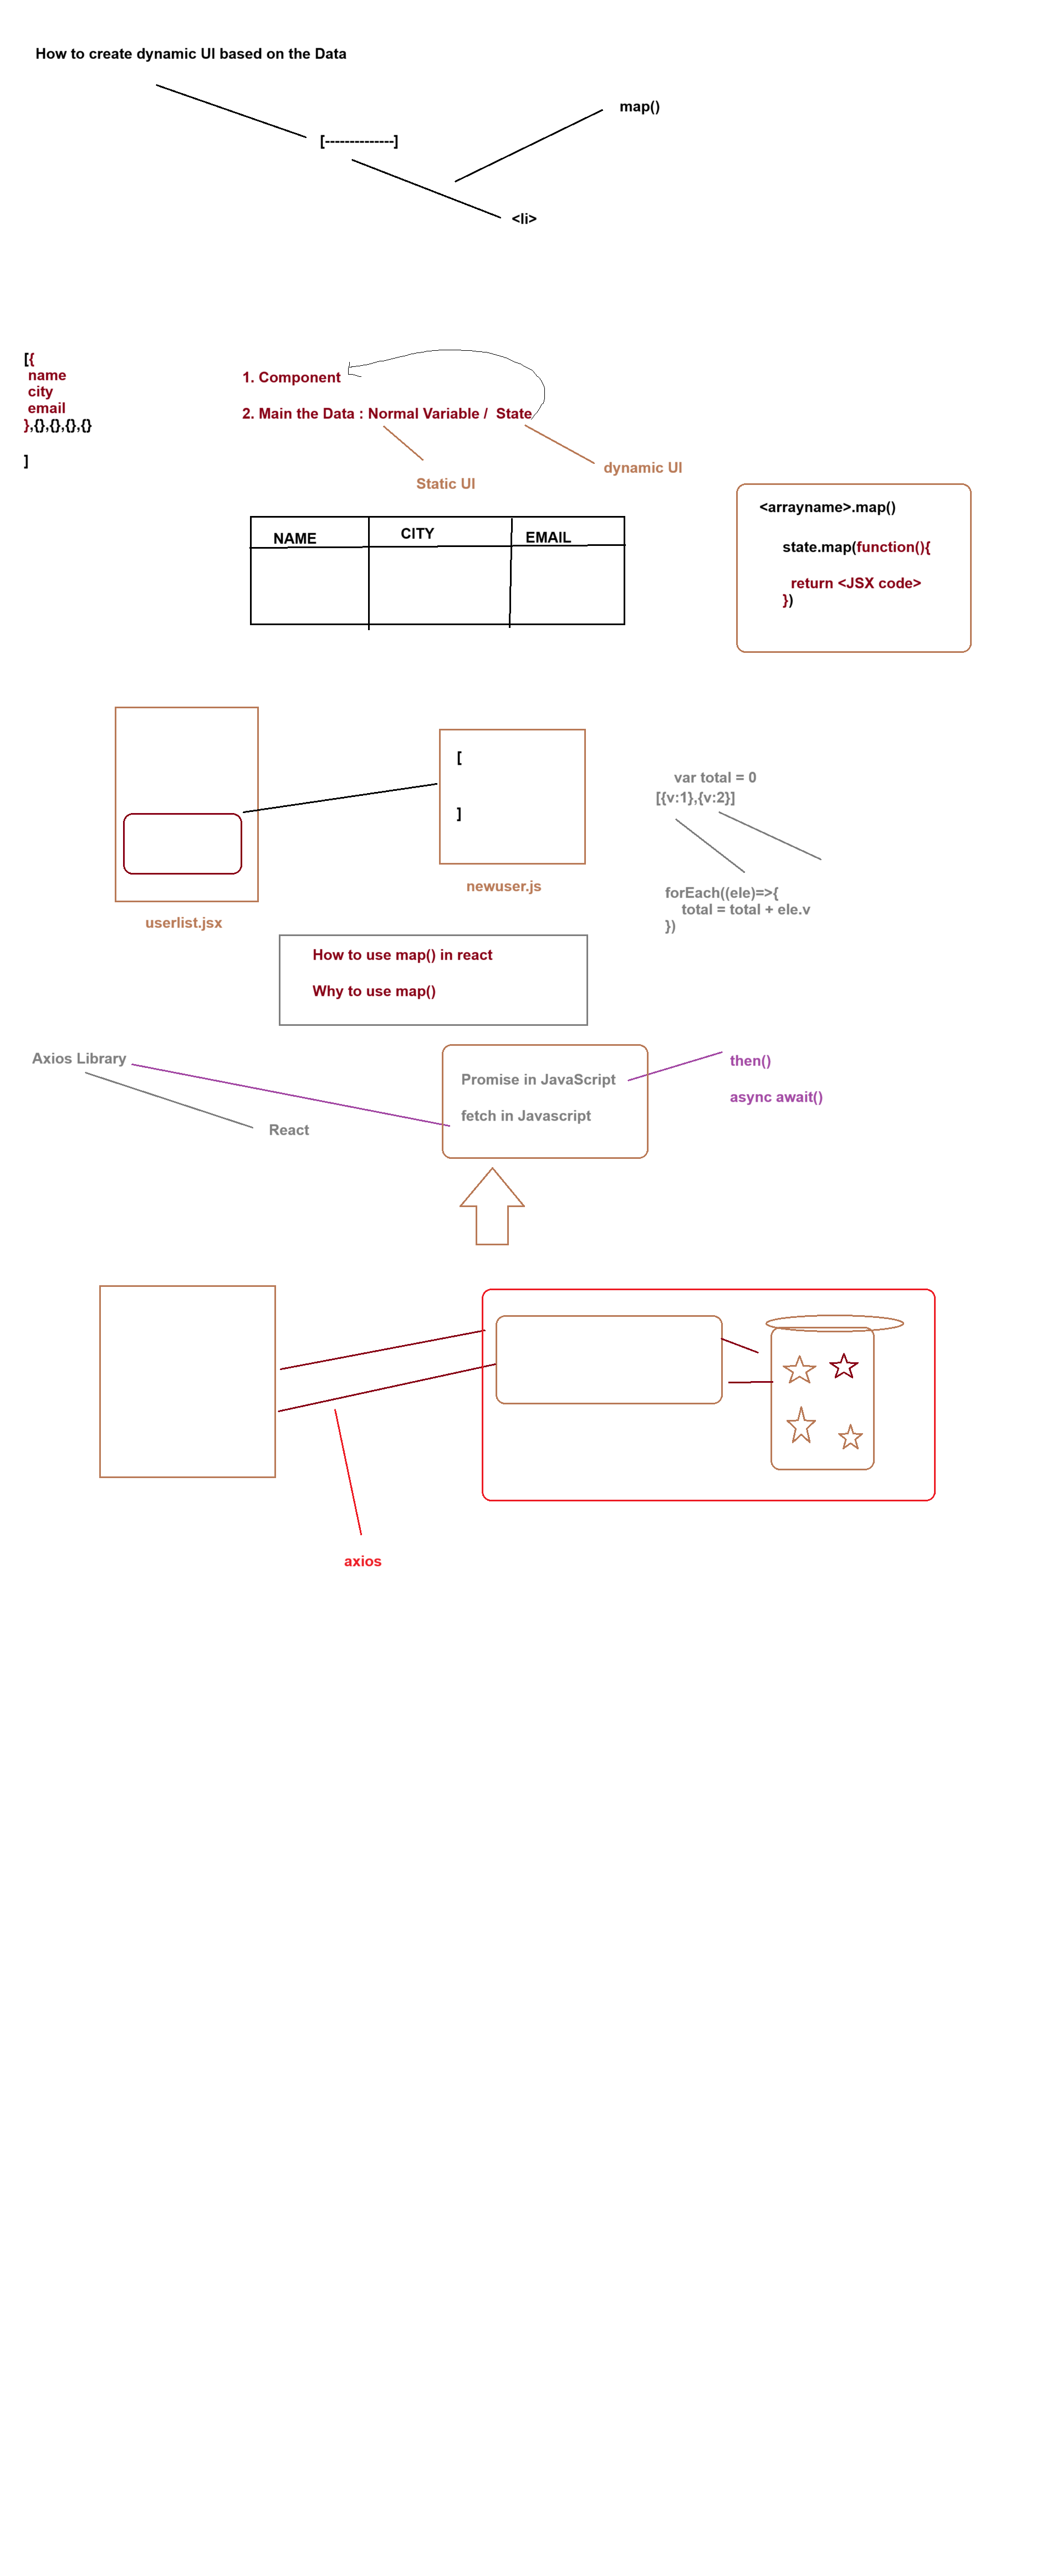 How to create dynamic UI based on the Data
map()
[--------------]
<li>
[{
name
city
email
},{},{},{},{}
]
1. Component
2. Main the Data : Normal Variable /  State
Static UI
dynamic UI
NAME
CITY
EMAIL
<arrayname>.map()
state.map(function(){
return <JSX code>
})
[
]
newuser.js
userlist.jsx
var total = 0
[{v:1},{v:2}]
forEach((ele)=>{
total = total + ele.v
})
How to use map() in react
Why to use map()
Axios Library
React
Promise in JavaScript
fetch in Javascript
then()
async await()
axios